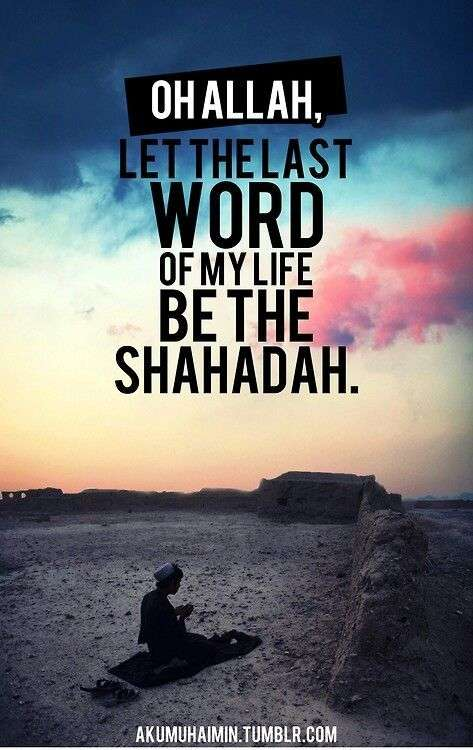 OH ALLAH,
LET THE LAST
WORD
OF MY LIFE
BE THE
SHAHADAH.
AKUMUHAIMIN.TUMBLR.COM